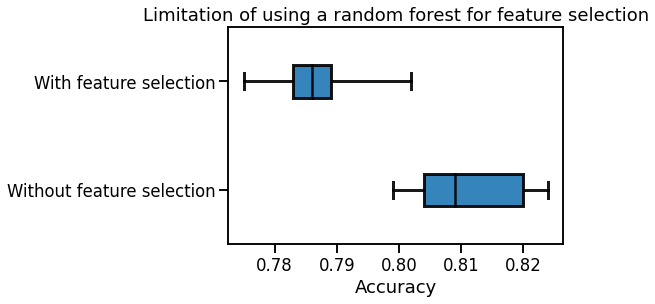 Limitation of using a random forest for feature selection
With feature selection
Without feature selection
0.78 0.79 0.80 0.81 0.82
Accuracy